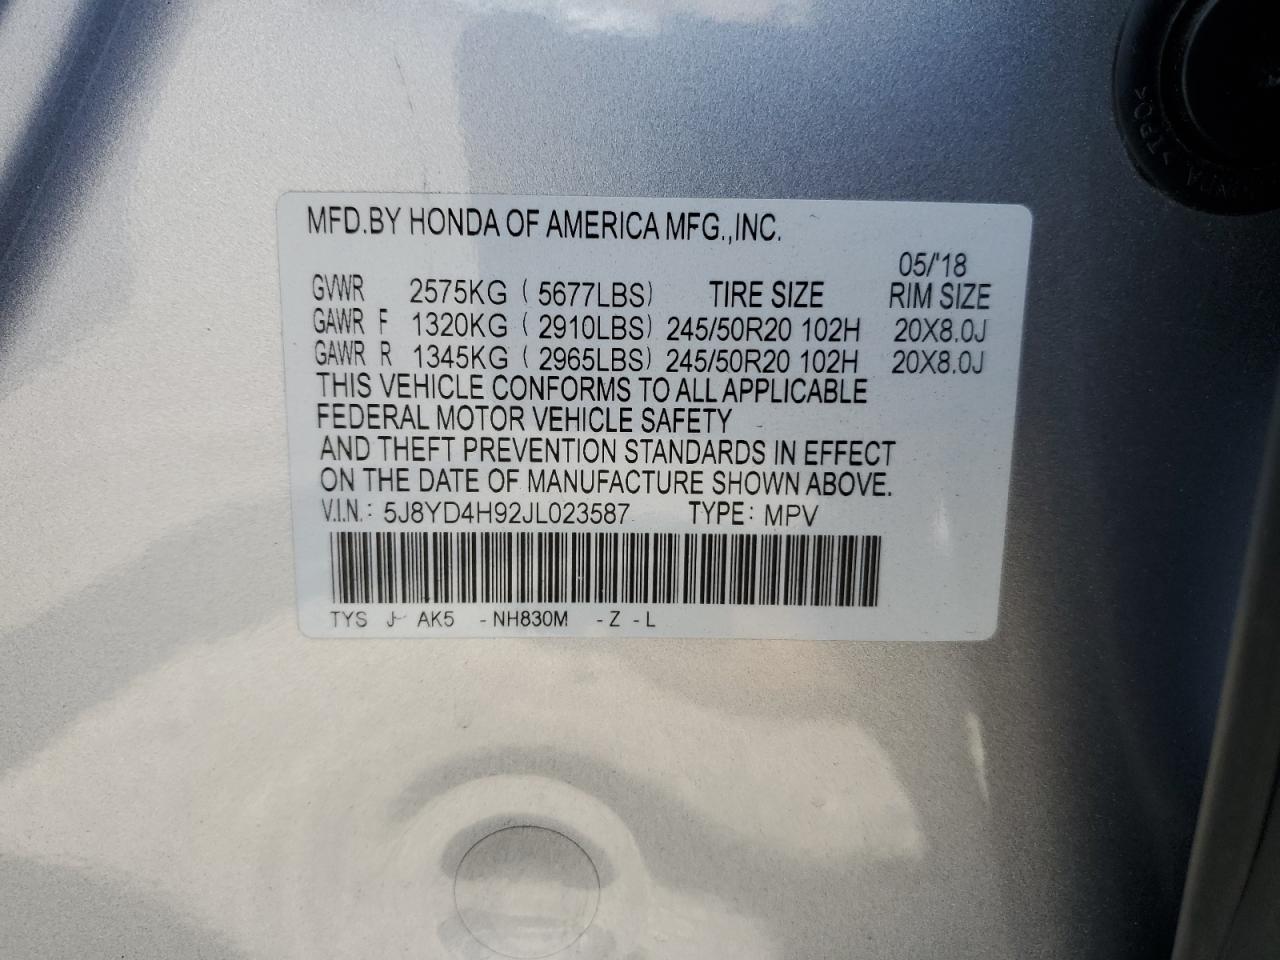 MFD.BY HONDA OF AMERICA MFG.,INC.
05/'18
GVWR 2575KG ( 5677LBS) TIRE SIZE RIM SIZE
GAWR F 1320KG ( 2910LBS) 245/50R20 102H 20X8.0J
GAWR R 1345KG ( 2965LBS) 245/50R20 102H 20X8.0J
THIS VEHICLE CONFORMS TO ALL APPLICABLE
FEDERAL MOTOR VEHICLE SAFETY
AND THEFT PREVENTION STANDARDS IN EFFECT
ON THE DATE OF MANUFACTURE SHOWN ABOVE.
V.I.N.: 5J8YD4H92JL023587 TYPE: MPV
TYS J- AK5 -NH830M -Z -L
HONDA >TPO<